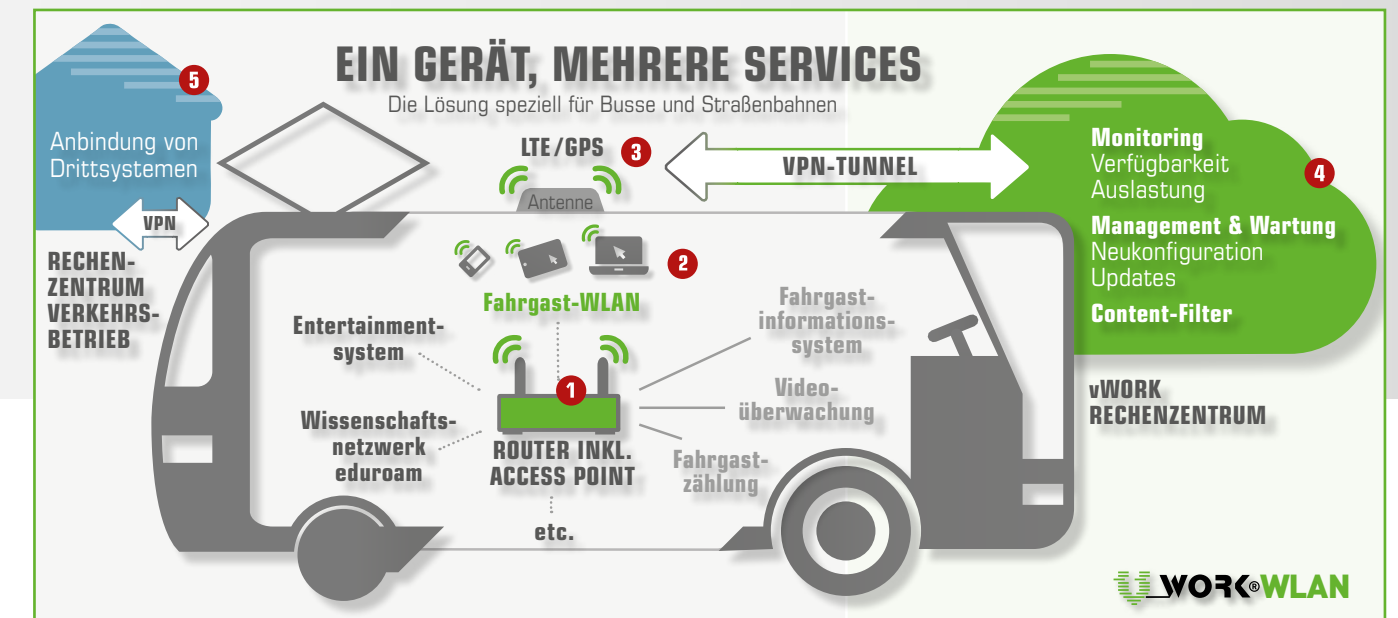 EIN GERÄT, MEHRERE SERVICES
Die Lösung speziell für Busse und Straßenbahnen
5
Anbindung von
Drittsystemen
VPN
RECHEN-
ZENTRUM
VERKEHRS-
BETRIEB
LTE/GPS
3
Antenne
VPN-TUNNEL
4
Monitoring
Verfügbarkeit
Auslastung
Management & Wartung
Neukonfiguration
Updates
Content-Filter
vWORK
RECHENZENTRUM
2
Fahrgast-WLAN
Entertainment-
system
Wissenschafts-
netzwerk
eduroam
1
ROUTER INKL.
ACCESS POINT
etc.
Fahrgast-
informations-
system
Video-
überwachung
Fahrgast-
zählung
V WORK®WLAN